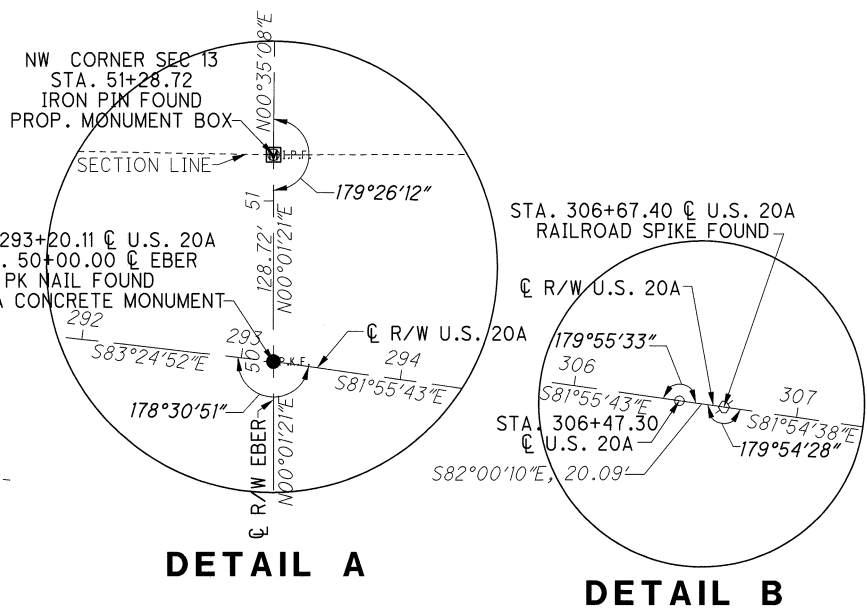 NW CORNER SEC 13
STA. 51+28.72
IRON PIN FOUND
PROP. MONUMENT BOX
N00°35'08"E
I.P.F.
SECTION LINE
179°26'12"
51
128.72'
N00°01'21"E
293+20.11 ℄ U.S. 20A
. 50+00.00 ℄ EBER
PK NAIL FOUND
A CONCRETE MONUMENT
292
293
S83°24'52"E
50
P.K.F.
℄ R/W U.S. 20A
294
S81°55'43"E
178°30'51"
℄ R/W EBER
N00°01'21"E
DETAIL A
STA. 306+67.40 ℄ U.S. 20A
RAILROAD SPIKE FOUND
℄ R/W U.S. 20A
179°55'33"
306
S81°55'43"E
307
S81°54'38"E
STA. 306+47.30
℄ U.S. 20A
179°54'28"
S82°00'10"E, 20.09'
DETAIL B